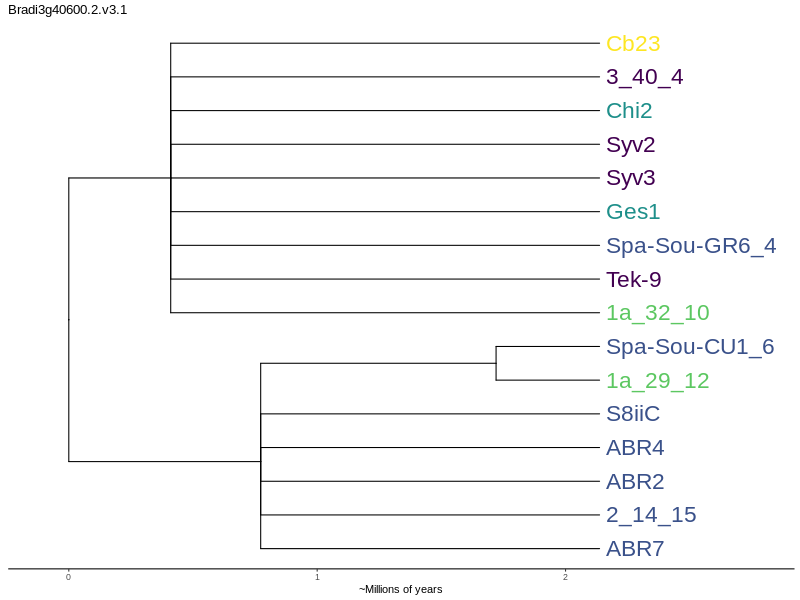 Bradi3g40600.2.v3.1
Cb23
3_40_4
Chi2
Syv2
Syv3
Ges1
Spa-Sou-GR6_4
Tek-9
1a_32_10
Spa-Sou-CU1_6
1a_29_12
S8iiC
ABR4
ABR2
2_14_15
ABR7
0 1 2
~Millions of years